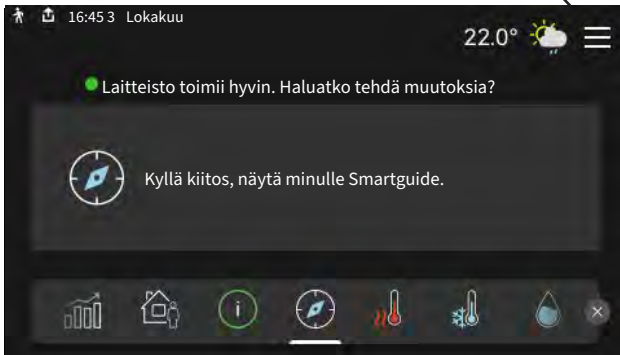 16:45 3 Lokakuu
22.0°
Laitteisto toimii hyvin. Haluatko tehdä muutoksia?
Kyllä kiitos, näytä minulle Smartguide.
i